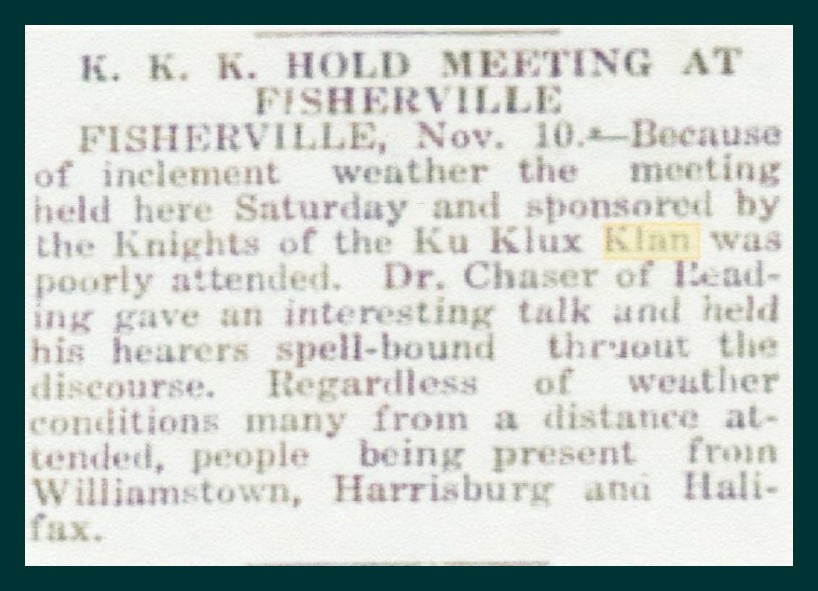 K. K. K. HOLD MEETING AT
FISHERVILLE
FISHERVILLE, Nov. 10.—Because
of inclement weather the meeting
held here Saturday and sponsored by
the Knights of the Ku Klux Klan was
poorly attended. Dr. Chaser of Read-
ing gave an interesting talk and held
his hearers spell-bound thruout the
discourse. Regardless of weather
conditions many from a distance at-
tended, people being present from
Williamstown, Harrisburg and Hali-
fax.